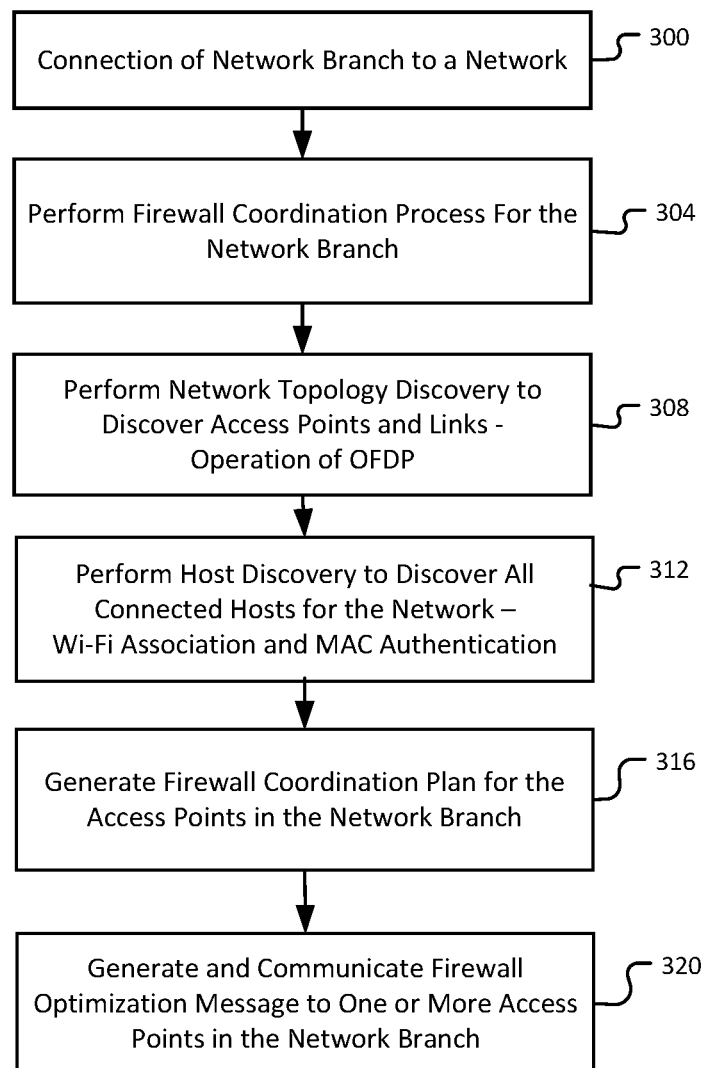 Connection of Network Branch to a Network
300
Perform Firewall Coordination Process For the
Network Branch
304
Perform Network Topology Discovery to
Discover Access Points and Links -
Operation of OFDP
308
Perform Host Discovery to Discover All
Connected Hosts for the Network –
Wi-Fi Association and MAC Authentication
312
Generate Firewall Coordination Plan for the
Access Points in the Network Branch
316
Generate and Communicate Firewall
Optimization Message to One or More Access
Points in the Network Branch
320